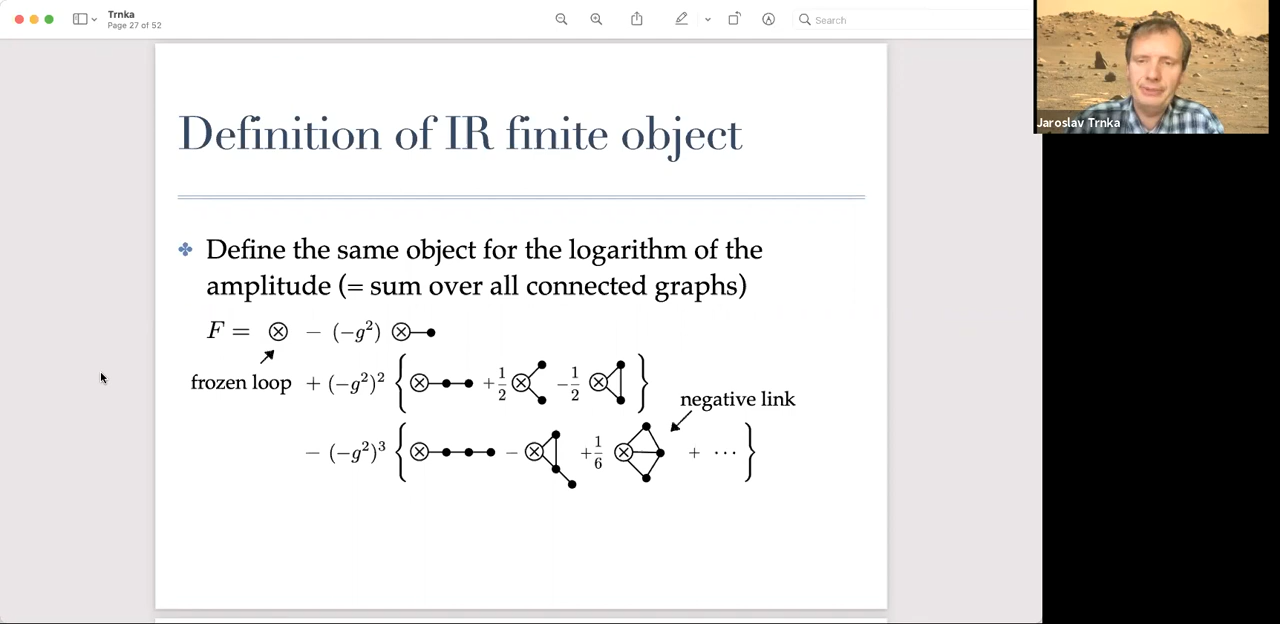 Trnka
Page 27 of 52
Search
Jaroslav Trnka
Definition of IR finite object
Define the same object for the logarithm of the
amplitude (= sum over all connected graphs)
F = ⊗ − (−g²) ⊗
frozen loop + (−g²)² { ⊗ +1/2 ⊗ −1/2 ⊗ }
negative link
− (−g²)³ { ⊗ − ⊗ +1/6 ⊗ + ⋯ }